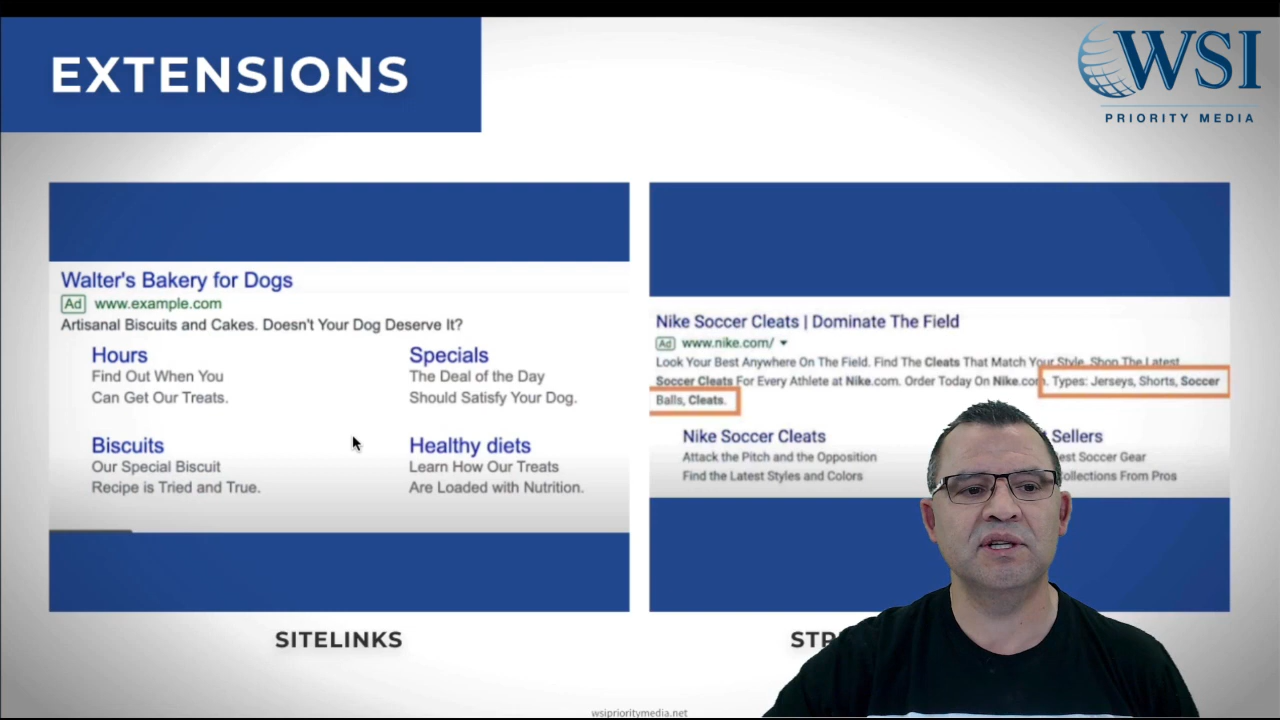 EXTENSIONS
WSI
PRIORITY MEDIA
Walter's Bakery for Dogs
Ad www.example.com
Artisanal Biscuits and Cakes. Doesn't Your Dog Deserve It?
Hours
Find Out When You
Can Get Our Treats.
Specials
The Deal of the Day
Should Satisfy Your Dog.
Biscuits
Our Special Biscuit
Recipe is Tried and True.
Healthy diets
Learn How Our Treats
Are Loaded with Nutrition.
SITELINKS
Nike Soccer Cleats | Dominate The Field
Ad www.nike.com/
Look Your Best Anywhere On The Field. Find The Cleats That Match Your Style. Shop The Latest
Soccer Cleats For Every Athlete at Nike.com. Order Today On Nike.com. Types: Jerseys, Shorts, Soccer
Balls, Cleats.
Nike Soccer Cleats
Attack the Pitch and the Opposition
Find the Latest Styles and Colors
Sellers
Soccer Gear
From Pros
wsiprioritymedia.net